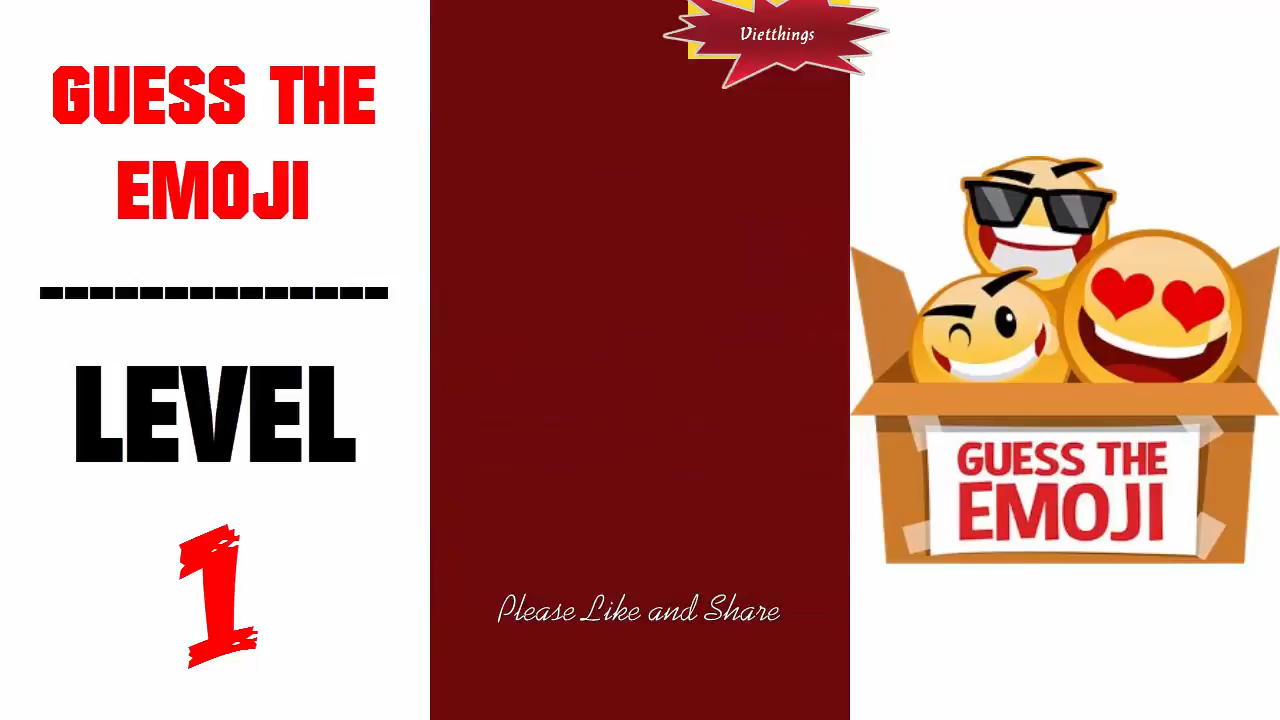 GUESS THE
EMOJI
--------------
LEVEL
1
Vietthings
Please Like and Share
GUESS THE
EMOJI